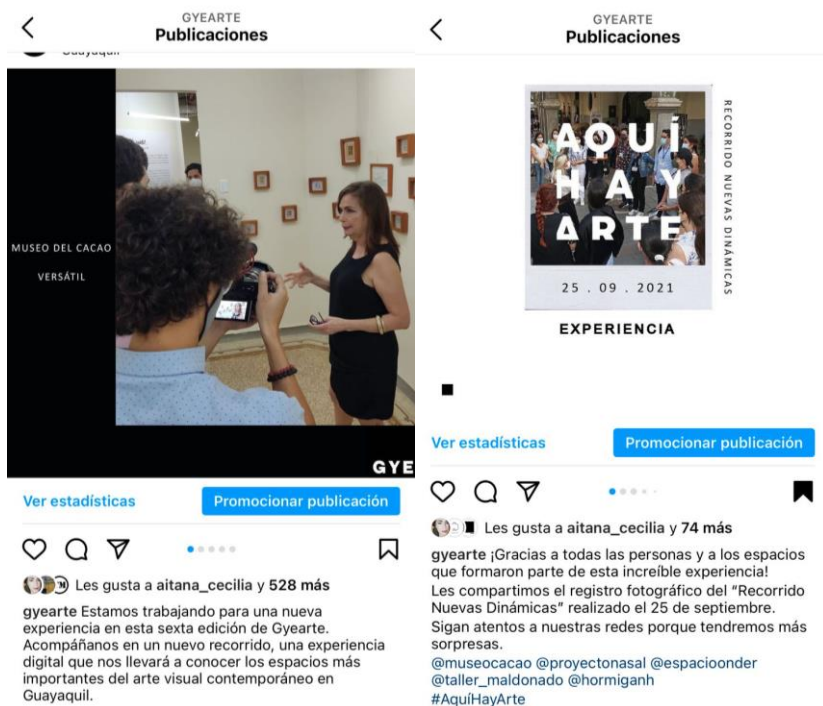 GYEARTE
Publicaciones
Guayaquil
MUSEO DEL CACAO
VERSÁTIL
GYE
Ver estadísticas
Promocionar publicación
Les gusta a aitana_cecilia y 528 más
gyearte Estamos trabajando para una nueva
experiencia en esta sexta edición de Gyearte.
Acompáñanos en un nuevo recorrido, una experiencia
digital que nos llevará a conocer los espacios más
importantes del arte visual contemporáneo en
Guayaquil.
GYEARTE
Publicaciones
AQUÍ
HAY
ARTE
RECORRIDO NUEVAS DINÁMICAS
25 . 09 . 2021
EXPERIENCIA
Ver estadísticas
Promocionar publicación
Les gusta a aitana_cecilia y 74 más
gyearte ¡Gracias a todas las personas y a los espacios
que formaron parte de esta increíble experiencia!
Les compartimos el registro fotográfico del “Recorrido
Nuevas Dinámicas” realizado el 25 de septiembre.
Sigan atentos a nuestras redes porque tendremos más
sorpresas.
@museocacao @proyectonasal @espacioonder
@taller_maldonado @hormiganh
#AquíHayArte